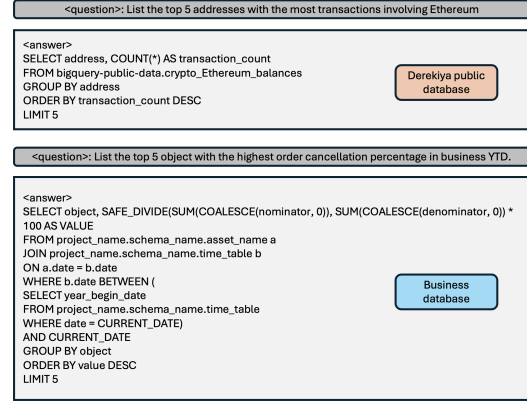 <question>: List the top 5 addresses with the most transactions involving Ethereum
<answer>
SELECT address, COUNT(*) AS transaction_count
FROM bigquery-public-data.crypto_Ethereum_balances
GROUP BY address
ORDER BY transaction_count DESC
LIMIT 5
Derekiya public
database
<question>: List the top 5 object with the highest order cancellation percentage in business YTD.
<answer>
SELECT object, SAFE_DIVIDE(SUM(COALESCE(nominator, 0)), SUM(COALESCE(denominator, 0)) *
100 AS VALUE
FROM project_name.schema_name.asset_name a
JOIN project_name.schema_name.time_table b
ON a.date = b.date
WHERE b.date BETWEEN (
SELECT year_begin_date
FROM project_name.schema_name.time_table
WHERE date = CURRENT_DATE)
AND CURRENT_DATE
GROUP BY object
ORDER BY value DESC
LIMIT 5
Business
database